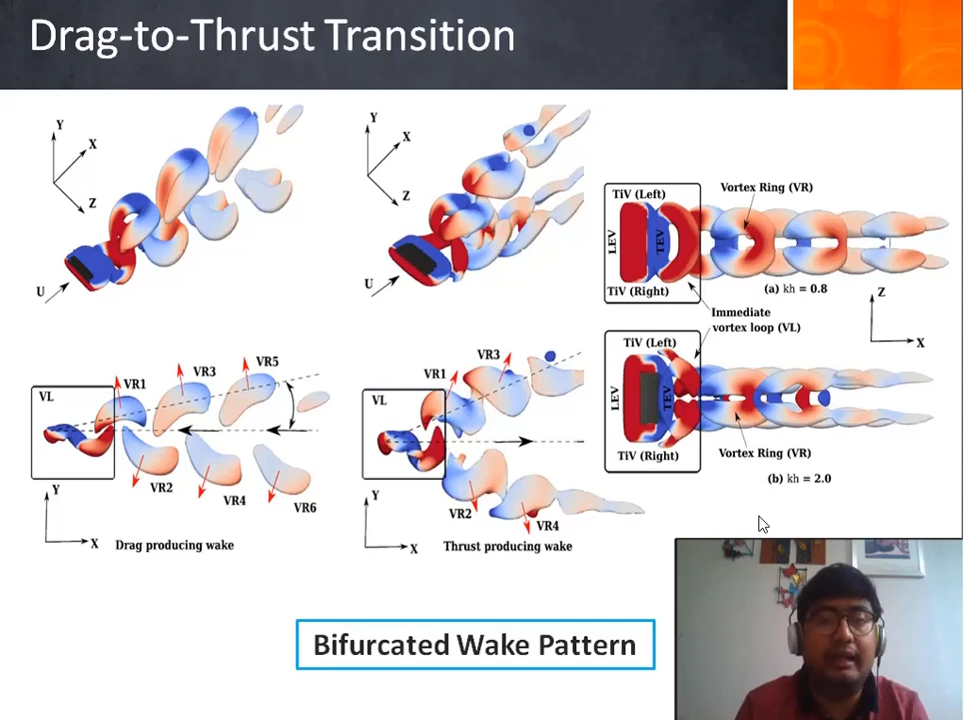 Drag-to-Thrust Transition
Y
X
Z
U
Y
X
Z
U
TiV (Left)
Vortex Ring (VR)
LEV
TEV
TiV (Right)
(a) kh = 0.8
Immediate
vortex loop (VL)
Z
X
TiV (Left)
LEV
TEV
TiV (Right)
Vortex Ring (VR)
(b) kh = 2.0
VL
VR1
VR3
VR5
VR2
VR4
VR6
Y
X
Drag producing wake
VL
VR1
VR3
VR2
VR4
Y
X
Thrust producing wake
Bifurcated Wake Pattern